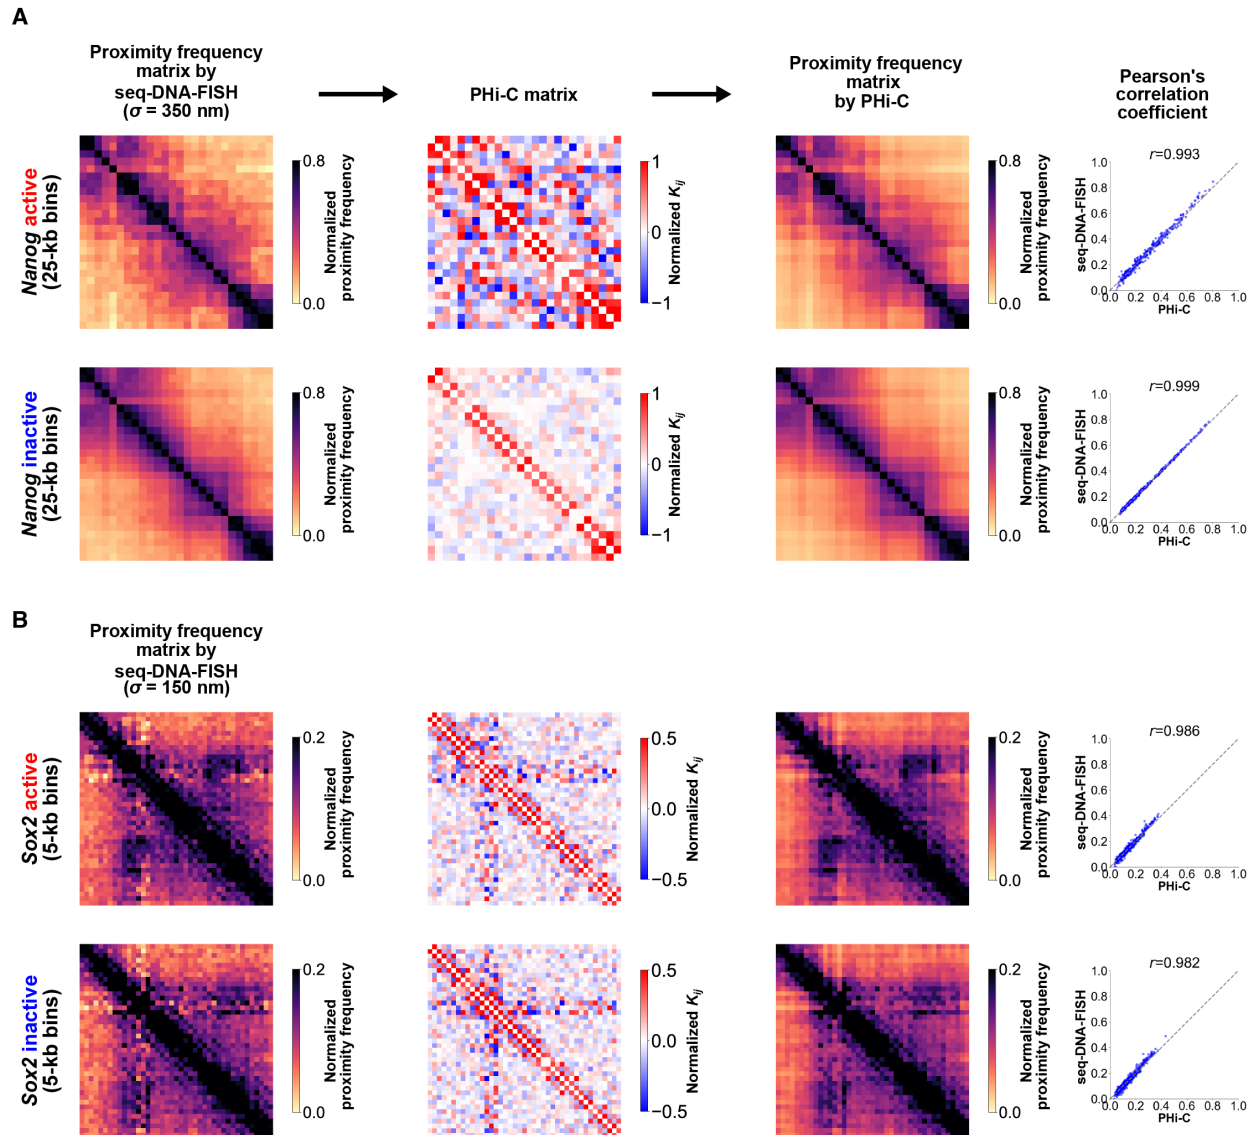 A
Proximity frequency
matrix by
seq-DNA-FISH
(σ = 350 nm)
PHi-C matrix
Proximity frequency
matrix
by PHi-C
Pearson's
correlation
coefficient
Nanog active
(25-kb bins)
0.8
0.0
Normalized
proximity frequency
1
0
−1
Normalized Kij
0.8
0.0
Normalized
proximity frequency
r=0.993
1.0
0.8
0.6
0.4
0.2
0.0
0.2
0.4
0.6
0.8
1.0
seq-DNA-FISH
PHi-C
Nanog inactive
(25-kb bins)
0.8
0.0
Normalized
proximity frequency
1
0
−1
Normalized Kij
0.8
0.0
Normalized
proximity frequency
r=0.999
1.0
0.8
0.6
0.4
0.2
0.0
0.2
0.4
0.6
0.8
1.0
seq-DNA-FISH
PHi-C
B
Proximity frequency
matrix by
seq-DNA-FISH
(σ = 150 nm)
Sox2 active
(5-kb bins)
0.2
0.0
Normalized
proximity frequency
0.5
0.0
−0.5
Normalized Kij
0.2
0.0
Normalized
proximity frequency
r=0.986
1.0
0.8
0.6
0.4
0.2
0.0
0.2
0.4
0.6
0.8
1.0
seq-DNA-FISH
PHi-C
Sox2 inactive
(5-kb bins)
0.2
0.0
Normalized
proximity frequency
0.5
0.0
−0.5
Normalized Kij
0.2
0.0
Normalized
proximity frequency
r=0.982
1.0
0.8
0.6
0.4
0.2
0.0
0.2
0.4
0.6
0.8
1.0
seq-DNA-FISH
PHi-C